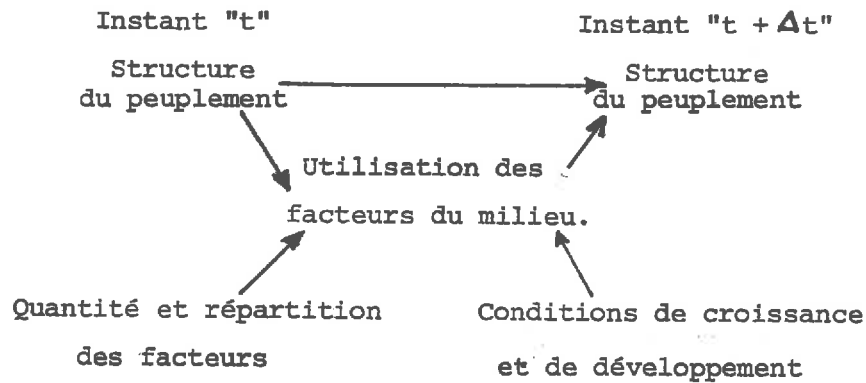 Instant "t"
Instant "t + Δt"
Structure
du peuplement
Structure
du peuplement
Utilisation des
facteurs du milieu.
Quantité et répartition
des facteurs
Conditions de croissance
et de développement